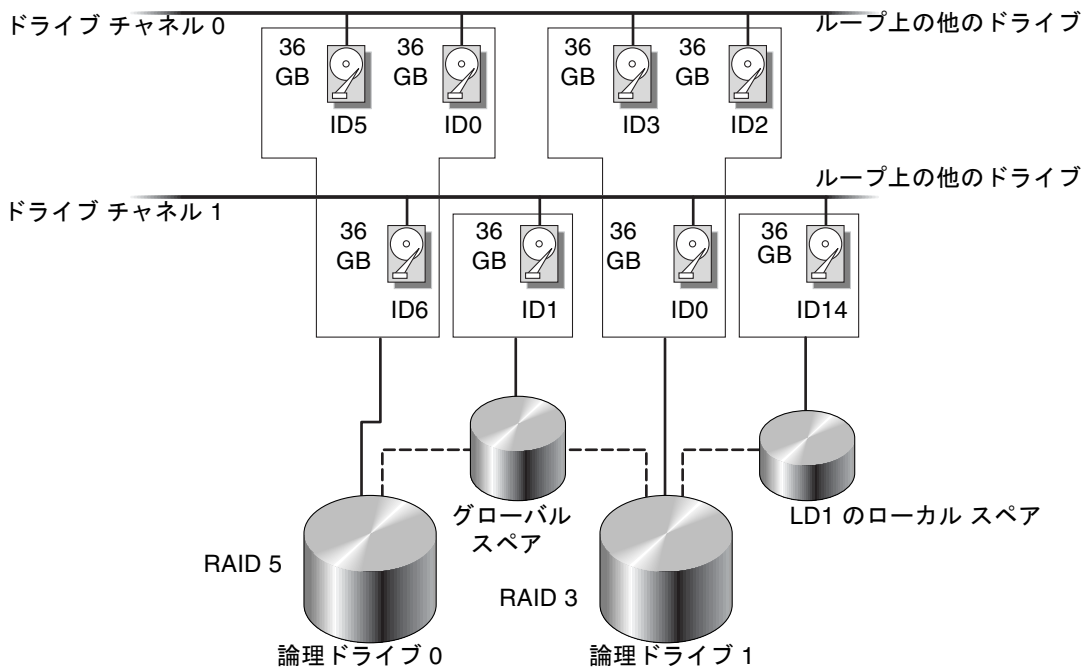 ドライブ チャネル 0
ループ上の他のドライブ
36
GB
ID5
36
GB
ID0
36
GB
ID3
36
GB
ID2
ループ上の他のドライブ
ドライブ チャネル 1
36
GB
ID6
36
GB
ID1
36
GB
ID0
36
GB
ID14
グローバル
スペア
LD1 のローカル スペア
RAID 5
RAID 3
論理ドライブ 0
論理ドライブ 1